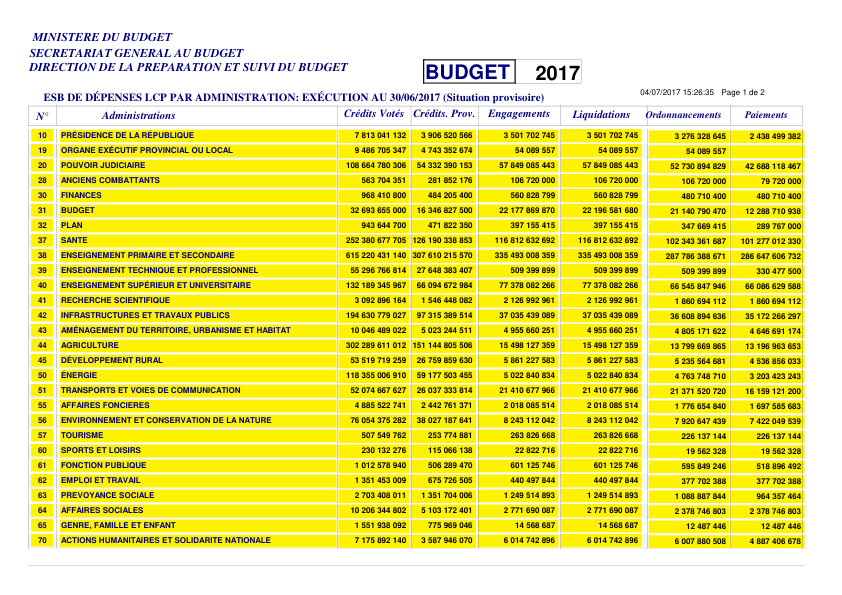 MINISTERE DU BUDGET
SECRETARIAT GENERAL AU BUDGET
DIRECTION DE LA PREPARATION ET SUIVI DU BUDGET
BUDGET 2017
04/07/2017 15:26:35 Page 1 de 2
ESB DE DÉPENSES LCP PAR ADMINISTRATION: EXÉCUTION AU 30/06/2017 (Situation provisoire)
N° Administrations Crédits Votés Crédits. Prov. Engagements Liquidations Ordonnancements Paiements
10 PRÉSIDENCE DE LA RÉPUBLIQUE 7 813 041 132 3 906 520 566 3 501 702 745 3 501 702 745 3 276 328 645 2 438 499 382
19 ORGANE EXÉCUTIF PROVINCIAL OU LOCAL 9 486 705 347 4 743 352 674 54 089 557 54 089 557 54 089 557
20 POUVOIR JUDICIAIRE 108 664 780 306 54 332 390 153 57 849 085 443 57 849 085 443 52 730 894 829 42 688 118 467
28 ANCIENS COMBATTANTS 563 704 351 281 852 176 106 720 000 106 720 000 106 720 000 79 720 000
30 FINANCES 968 410 800 484 205 400 560 828 799 560 828 799 480 710 400 480 710 400
31 BUDGET 32 693 655 000 16 346 827 500 22 177 869 870 22 196 581 680 21 140 790 470 12 288 710 938
32 PLAN 943 644 700 471 822 350 397 155 415 397 155 415 347 669 415 289 767 000
37 SANTE 252 380 677 705 126 190 338 853 116 812 632 692 116 812 632 692 102 343 361 687 101 277 012 330
38 ENSEIGNEMENT PRIMAIRE ET SECONDAIRE 615 220 431 140 307 610 215 570 335 493 008 359 335 493 008 359 287 786 388 671 286 647 606 732
39 ENSEIGNEMENT TECHNIQUE ET PROFESSIONNEL 55 296 766 814 27 648 383 407 509 399 899 509 399 899 509 399 899 330 477 500
40 ENSEIGNEMENT SUPÉRIEUR ET UNIVERSITAIRE 132 189 345 967 66 094 672 984 77 378 082 266 77 378 082 266 66 545 847 946 66 086 629 588
41 RECHERCHE SCIENTIFIQUE 3 092 896 164 1 546 448 082 2 126 992 961 2 126 992 961 1 860 694 112 1 860 694 112
42 INFRASTRUCTURES ET TRAVAUX PUBLICS 194 630 779 027 97 315 389 514 37 035 439 089 37 035 439 089 36 608 894 636 35 172 266 297
43 AMÉNAGEMENT DU TERRITOIRE, URBANISME ET HABITAT 10 046 489 022 5 023 244 511 4 955 660 251 4 955 660 251 4 805 171 622 4 646 691 174
44 AGRICULTURE 302 289 611 012 151 144 805 506 15 498 127 359 15 498 127 359 13 799 669 865 13 196 963 653
45 DÉVELOPPEMENT RURAL 53 519 719 259 26 759 859 630 5 861 227 583 5 861 227 583 5 235 564 681 4 536 856 033
50 ÉNERGIE 118 355 006 910 59 177 503 455 5 022 840 834 5 022 840 834 4 763 748 710 3 203 423 243
51 TRANSPORTS ET VOIES DE COMMUNICATION 52 074 667 627 26 037 333 814 21 410 677 966 21 410 677 966 21 371 520 720 16 159 121 200
55 AFFAIRES FONCIERES 4 885 522 741 2 442 761 371 2 018 085 514 2 018 085 514 1 776 654 840 1 697 585 683
56 ENVIRONNEMENT ET CONSERVATION DE LA NATURE 76 054 375 282 38 027 187 641 8 243 112 042 8 243 112 042 7 920 647 439 7 422 049 539
57 TOURISME 507 549 762 253 774 881 263 826 668 263 826 668 226 137 144 226 137 144
60 SPORTS ET LOISIRS 230 132 276 115 066 138 22 822 716 22 822 716 19 562 328 19 562 328
61 FONCTION PUBLIQUE 1 012 578 940 506 289 470 601 125 746 601 125 746 595 849 246 518 896 492
62 EMPLOI ET TRAVAIL 1 351 453 009 675 726 505 440 497 844 440 497 844 377 702 388 377 702 388
63 PREVOYANCE SOCIALE 2 703 408 011 1 351 704 006 1 249 514 893 1 249 514 893 1 088 887 844 964 357 464
64 AFFAIRES SOCIALES 10 206 344 802 5 103 172 401 2 771 690 087 2 771 690 087 2 378 746 803 2 378 746 803
65 GENRE, FAMILLE ET ENFANT 1 551 938 092 775 969 046 14 568 687 14 568 687 12 487 446 12 487 446
70 ACTIONS HUMANITAIRES ET SOLIDARITE NATIONALE 7 175 892 140 3 587 946 070 6 014 742 896 6 014 742 896 6 007 880 508 4 887 406 678